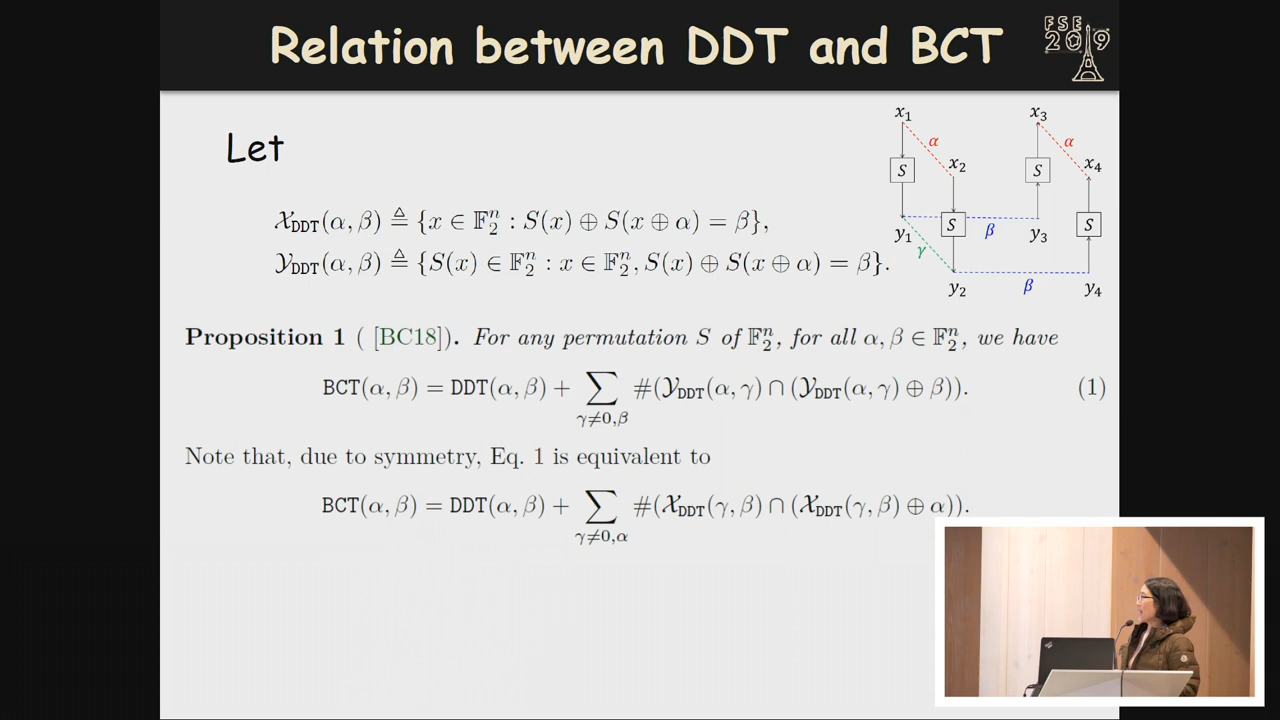 Relation between DDT and BCT
FSE
2019
Let
𝒳_DDT(α, β) ≜ {x ∈ 𝔽₂ⁿ : S(x) ⊕ S(x ⊕ α) = β},
𝒴_DDT(α, β) ≜ {S(x) ∈ 𝔽₂ⁿ : x ∈ 𝔽₂ⁿ, S(x) ⊕ S(x ⊕ α) = β}.
x₁ x₃
α α
x₂ x₄
S S
S S
y₁ β y₃
γ
y₂ β y₄
Proposition 1 ( [BC18]). For any permutation S of 𝔽₂ⁿ, for all α, β ∈ 𝔽₂ⁿ, we have
BCT(α, β) = DDT(α, β) + ∑_{γ≠0,β} #(𝒴_DDT(α, γ) ∩ (𝒴_DDT(α, γ) ⊕ β)). (1)
Note that, due to symmetry, Eq. 1 is equivalent to
BCT(α, β) = DDT(α, β) + ∑_{γ≠0,α} #(𝒳_DDT(γ, β) ∩ (𝒳_DDT(γ, β) ⊕ α)).